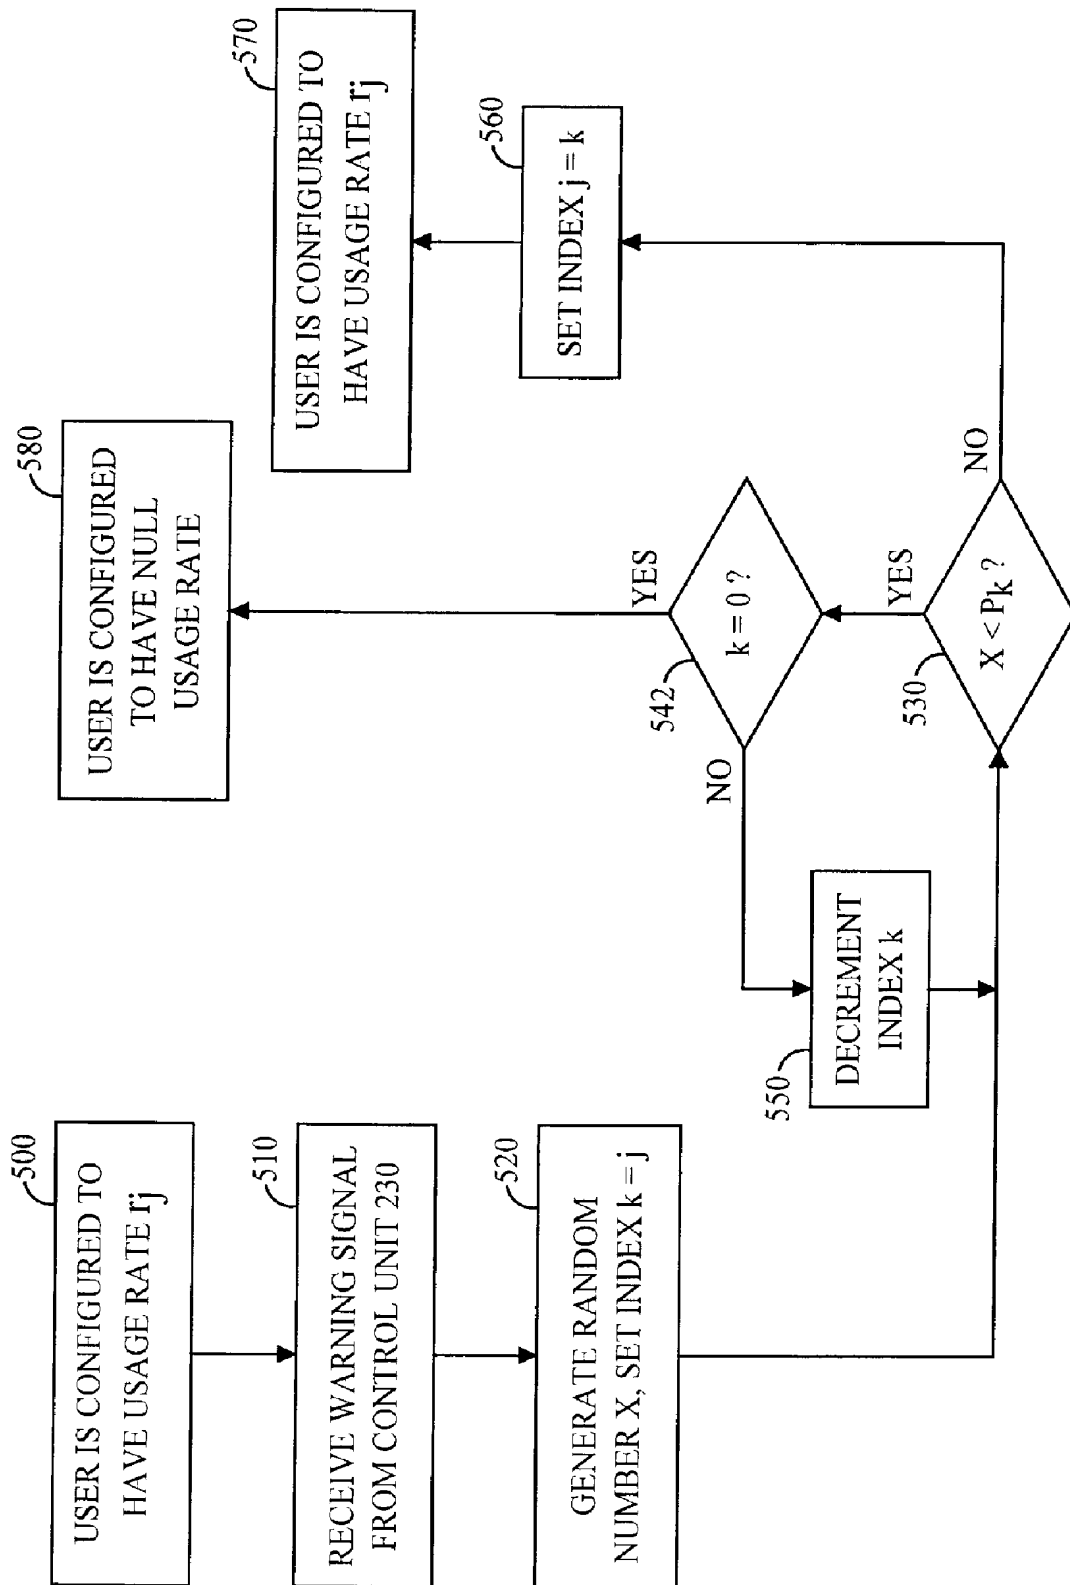 500
USER IS CONFIGURED TO
HAVE USAGE RATE rj
510
RECEIVE WARNING SIGNAL
FROM CONTROL UNIT 230
520
GENERATE RANDOM
NUMBER X, SET INDEX k = j
530
X < Pk ?
YES
NO
542
k = 0 ?
YES
NO
550
DECREMENT
INDEX k
560
SET INDEX j = k
570
USER IS CONFIGURED TO
HAVE USAGE RATE rj
580
USER IS CONFIGURED
TO HAVE NULL
USAGE RATE